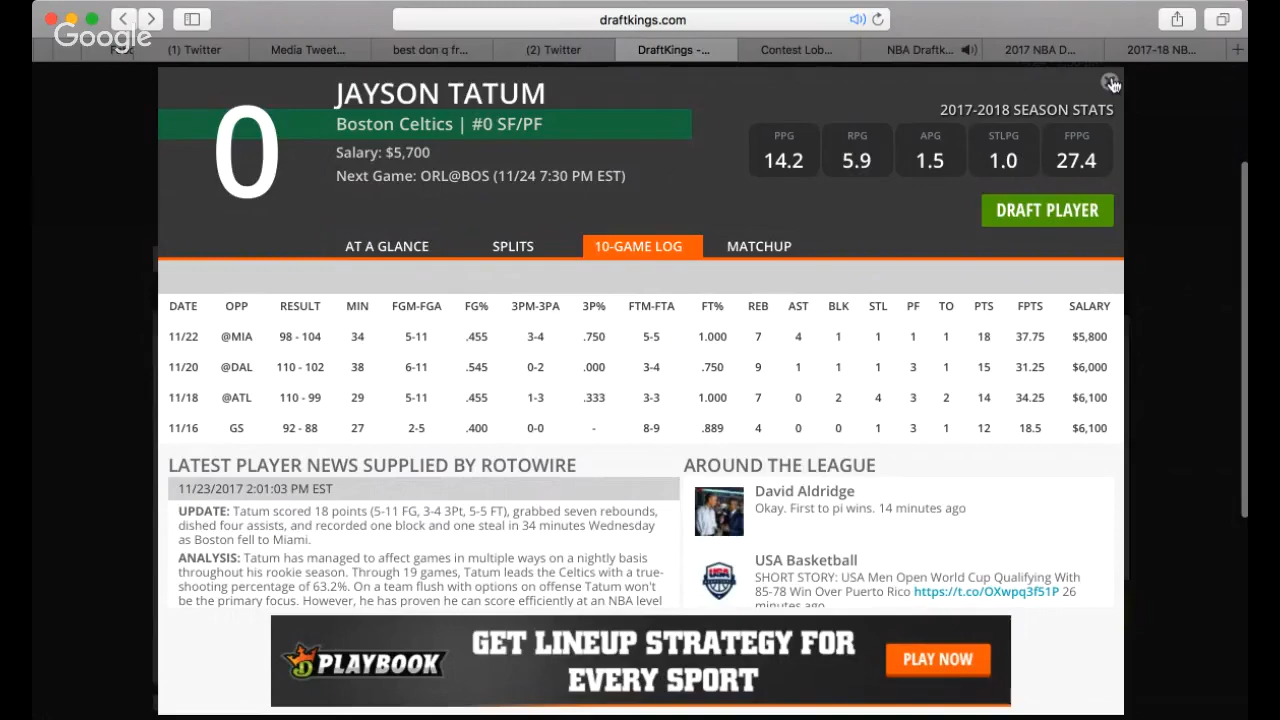 draftkings.com
Google
(1) Twitter
Media Tweet...
best don q fr...
(2) Twitter
DraftKings -...
Contest Lob...
NBA Draftk...
2017 NBA D...
2017-18 NB...
0
JAYSON TATUM
Boston Celtics | #0 SF/PF
Salary: $5,700
Next Game: ORL@BOS (11/24 7:30 PM EST)
2017-2018 SEASON STATS
PPG RPG APG STLPG FPPG
14.2 5.9 1.5 1.0 27.4
DRAFT PLAYER
AT A GLANCE SPLITS 10-GAME LOG MATCHUP
DATE OPP RESULT MIN FGM-FGA FG% 3PM-3PA 3P% FTM-FTA FT% REB AST BLK STL PF TO PTS FPTS SALARY
11/22 @MIA 98 - 104 34 5-11 .455 3-4 .750 5-5 1.000 7 4 1 1 1 1 18 37.75 $5,800
11/20 @DAL 110 - 102 38 6-11 .545 0-2 .000 3-4 .750 9 1 1 1 3 1 15 31.25 $6,000
11/18 @ATL 110 - 99 29 5-11 .455 1-3 .333 3-3 1.000 7 0 2 4 3 2 14 34.25 $6,100
11/16 GS 92 - 88 27 2-5 .400 0-0 - 8-9 .889 4 0 0 1 3 1 12 18.5 $6,100
LATEST PLAYER NEWS SUPPLIED BY ROTOWIRE
11/23/2017 2:01:03 PM EST
UPDATE: Tatum scored 18 points (5-11 FG, 3-4 3Pt, 5-5 FT), grabbed seven rebounds,
dished four assists, and recorded one block and one steal in 34 minutes Wednesday
as Boston fell to Miami.
ANALYSIS: Tatum has managed to affect games in multiple ways on a nightly basis
throughout his rookie season. Through 19 games, Tatum leads the Celtics with a true-
shooting percentage of 63.2%. On a team flush with options on offense Tatum won't
be the primary focus. However, he has proven he can score efficiently at an NBA level
AROUND THE LEAGUE
David Aldridge
Okay. First to pi wins. 14 minutes ago
USA Basketball
SHORT STORY: USA Men Open World Cup Qualifying With
85-78 Win Over Puerto Rico https://t.co/OXwpq3f51P 26
minutes ago
PLAYBOOK
GET LINEUP STRATEGY FOR
EVERY SPORT
PLAY NOW